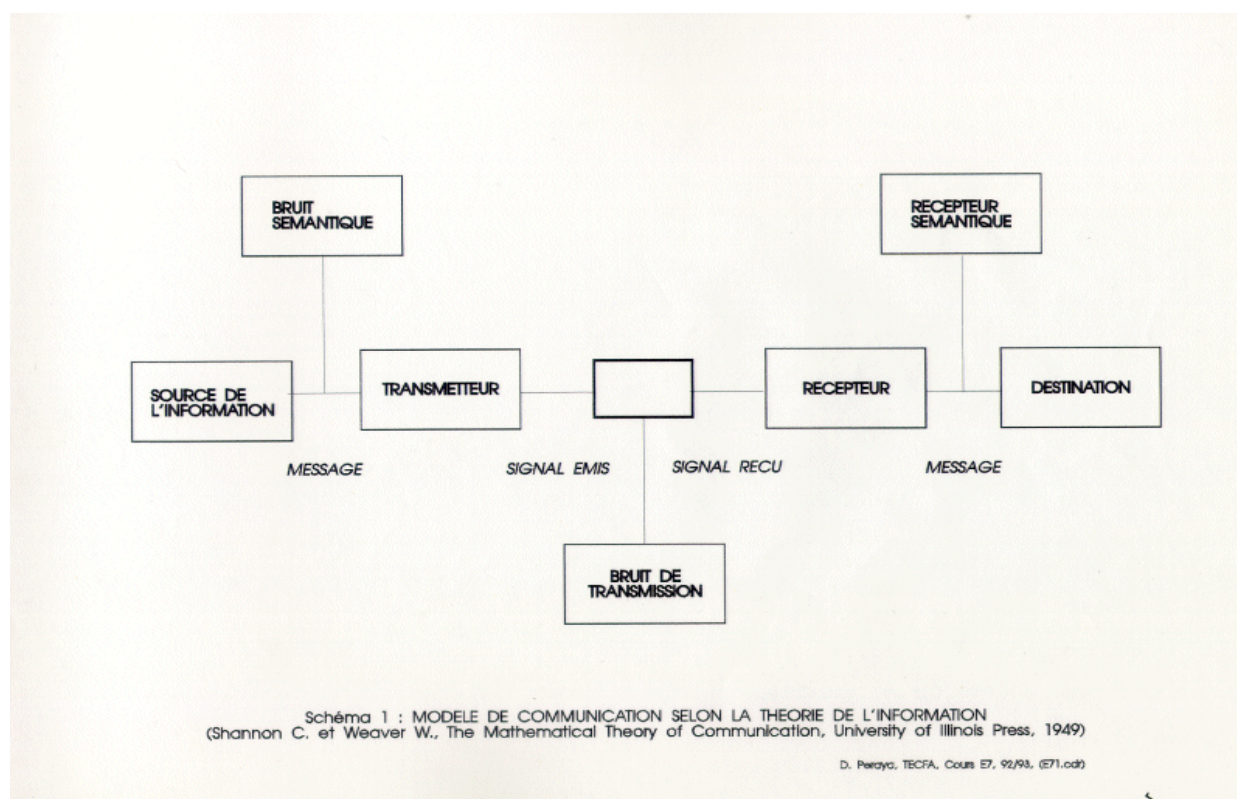 BRUIT
SEMANTIQUE
RECEPTEUR
SEMANTIQUE
SOURCE DE
L'INFORMATION
TRANSMETTEUR
RECEPTEUR
DESTINATION
MESSAGE
SIGNAL EMIS
SIGNAL RECU
MESSAGE
BRUIT DE
TRANSMISSION
Schéma 1 : MODELE DE COMMUNICATION SELON LA THEORIE DE L'INFORMATION
(Shannon C. et Weaver W., The Mathematical Theory of Communication, University of Illinois Press, 1949)
D. Peraya, TECFA, Cours E7, 92/93, (E71.cdr)